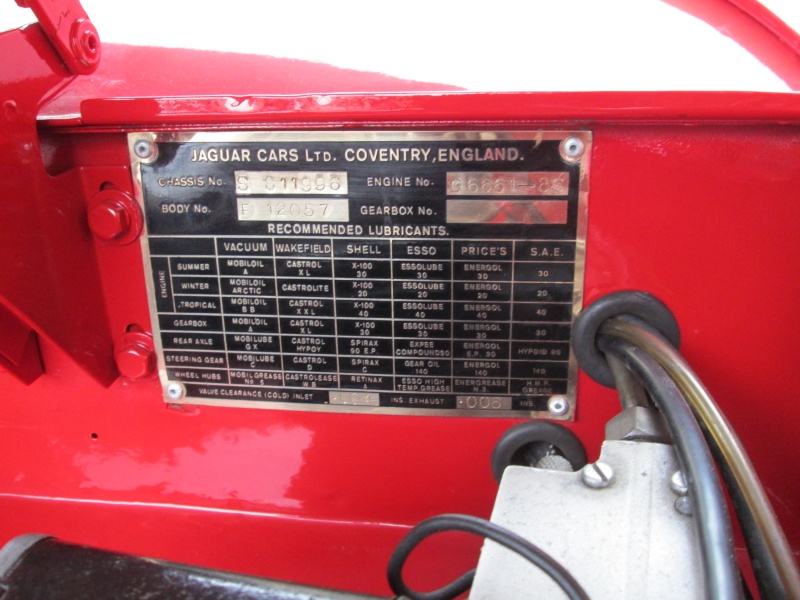 JAGUAR CARS LTD. COVENTRY, ENGLAND.
CHASSIS No. S 811996 ENGINE No.
BODY No. F 12057 GEARBOX No.
RECOMMENDED LUBRICANTS.
VACUUM WAKEFIELD SHELL ESSO PRICE'S S.A.E.
ENGINE
SUMMER MOBILOIL A CASTROL XL X-100 30 ESSOLUBE 30 ENERGOL 30 30
WINTER MOBILOIL ARCTIC CASTROLITE X-100 20 ESSOLUBE 20 ENERGOL 20 20
TROPICAL MOBILOIL BB CASTROL XXL X-100 40 ESSOLUBE 40 ENERGOL 40 40
GEARBOX MOBILOIL A CASTROL XL X-100 30 ESSOLUBE 30 ENERGOL 30 30
REAR AXLE MOBILUBE GX CASTROL HYPOY SPIRAX 90 E.P. EXPEE COMPOUND 90 ENERGOL E.P. 90 HYPOID 90
STEERING GEAR MOBILUBE C CASTROL D SPIRAX C GEAR OIL 140 ENERGOL 140 140
WHEEL HUBS MOBILGREASE No. 5 CASTROLEASE W.B. RETINAX A ESSO HIGH TEMP. GREASE ENERGREASE N.3. H.M.P. GREASE
VALVE CLEARANCE (COLD) INLET INS. EXHAUST .008 INS.